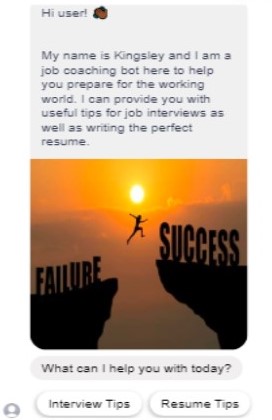 Hi user!
My name is Kingsley and I am a
job coaching bot here to help
you prepare for the working
world. I can provide you with
useful tips for job interviews as
well as writing the perfect
resume.
FAILURE
SUCCESS
What can I help you with today?
Interview Tips
Resume Tips